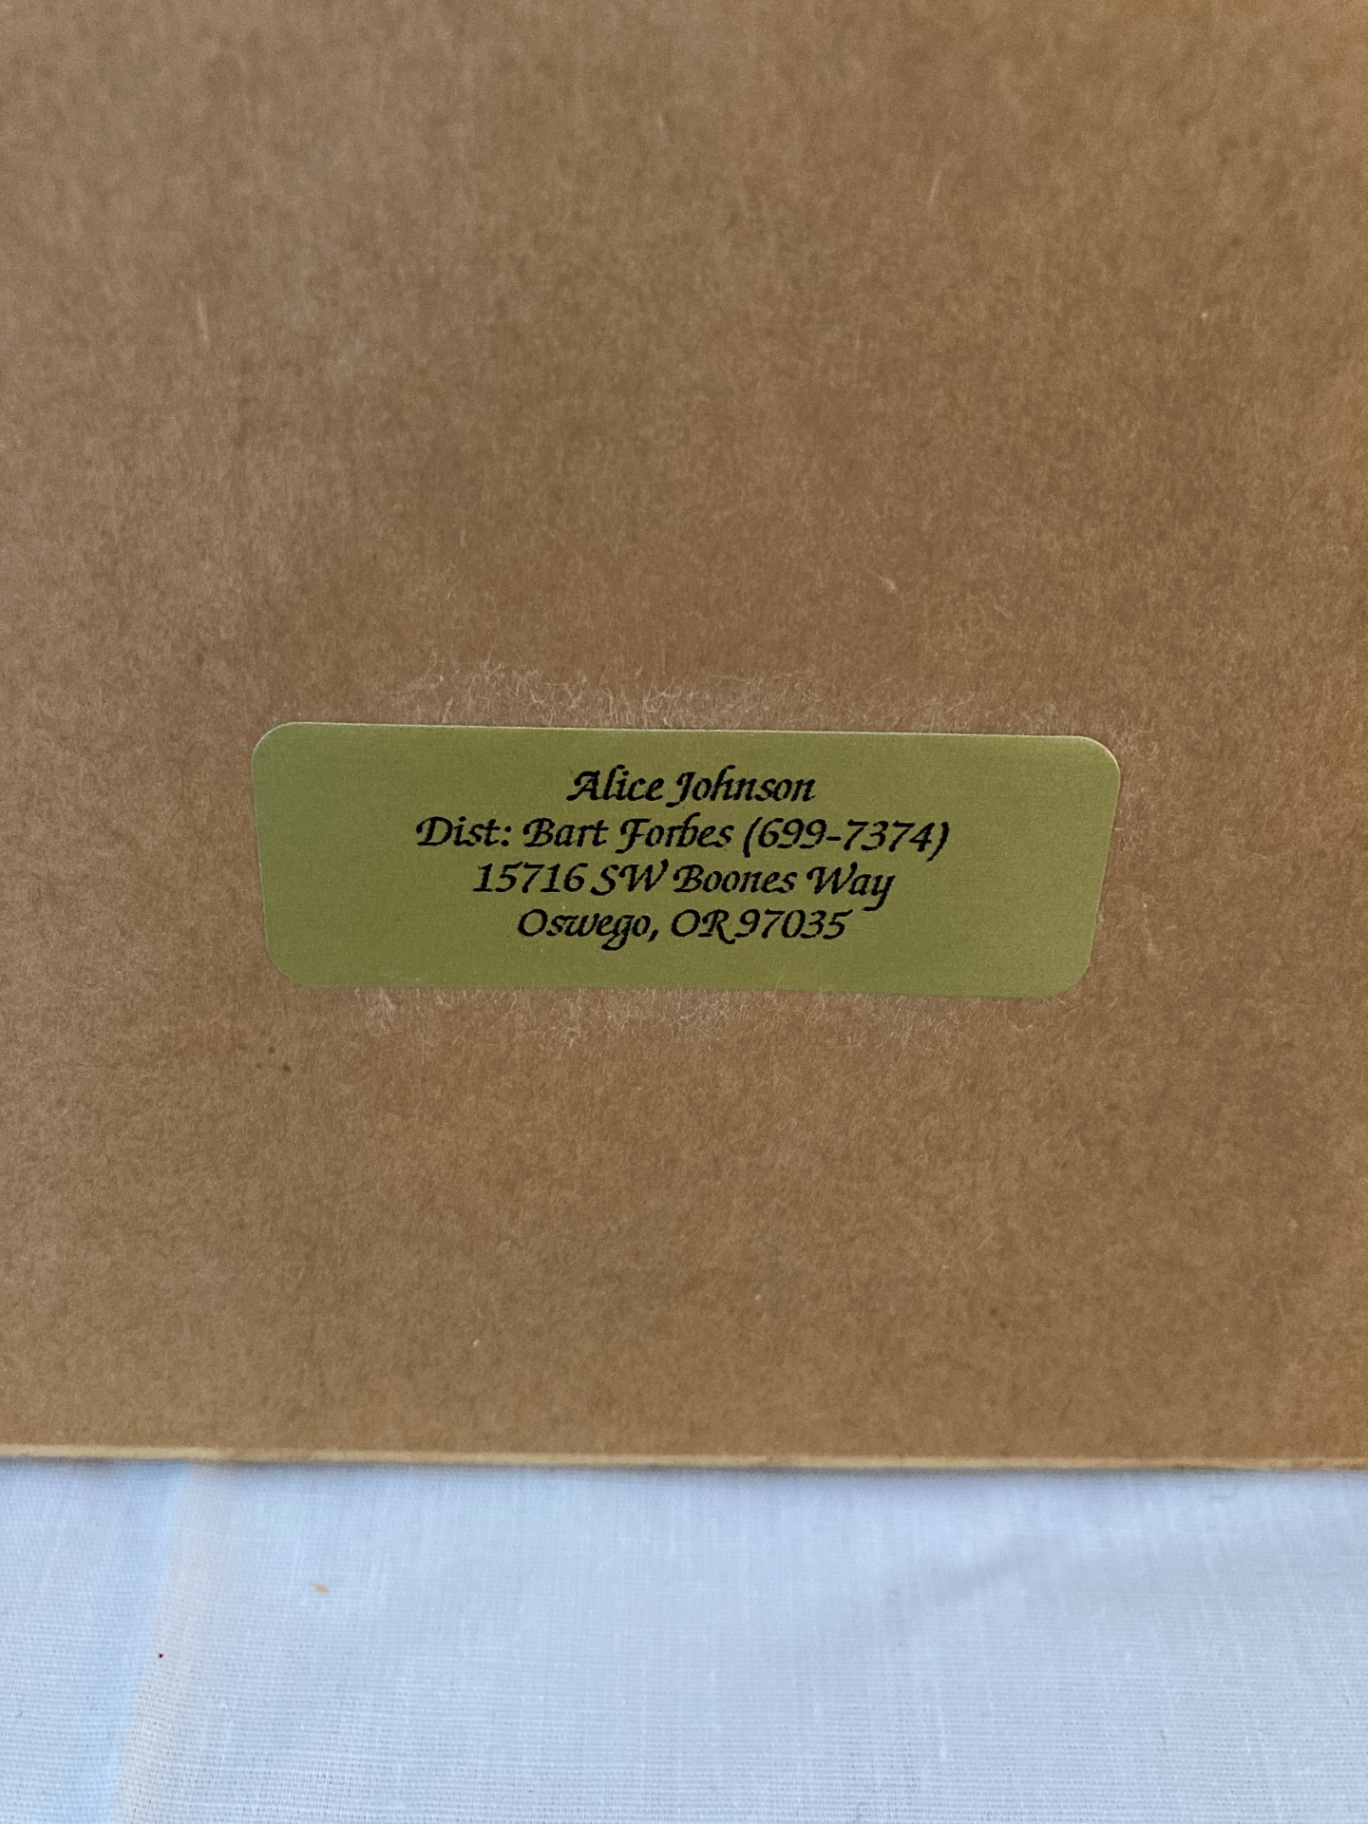 Alice Johnson
Dist: Bart Forbes (699-7374)
15716 SW Boones Way
Oswego, OR 97035